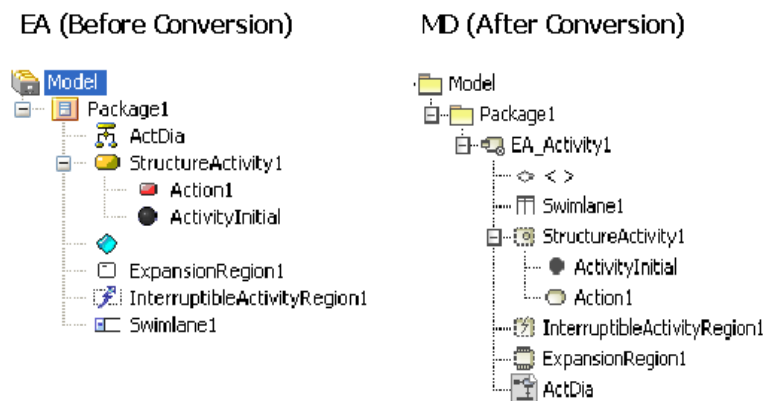 EA (Before Conversion)
Model
Package1
ActDia
StructureActivity1
Action1
ActivityInitial
ExpansionRegion1
InterruptibleActivityRegion1
Swimlane1
MD (After Conversion)
Model
Package1
EA_Activity1
< >
Swimlane1
StructureActivity1
ActivityInitial
Action1
InterruptibleActivityRegion1
ExpansionRegion1
ActDia